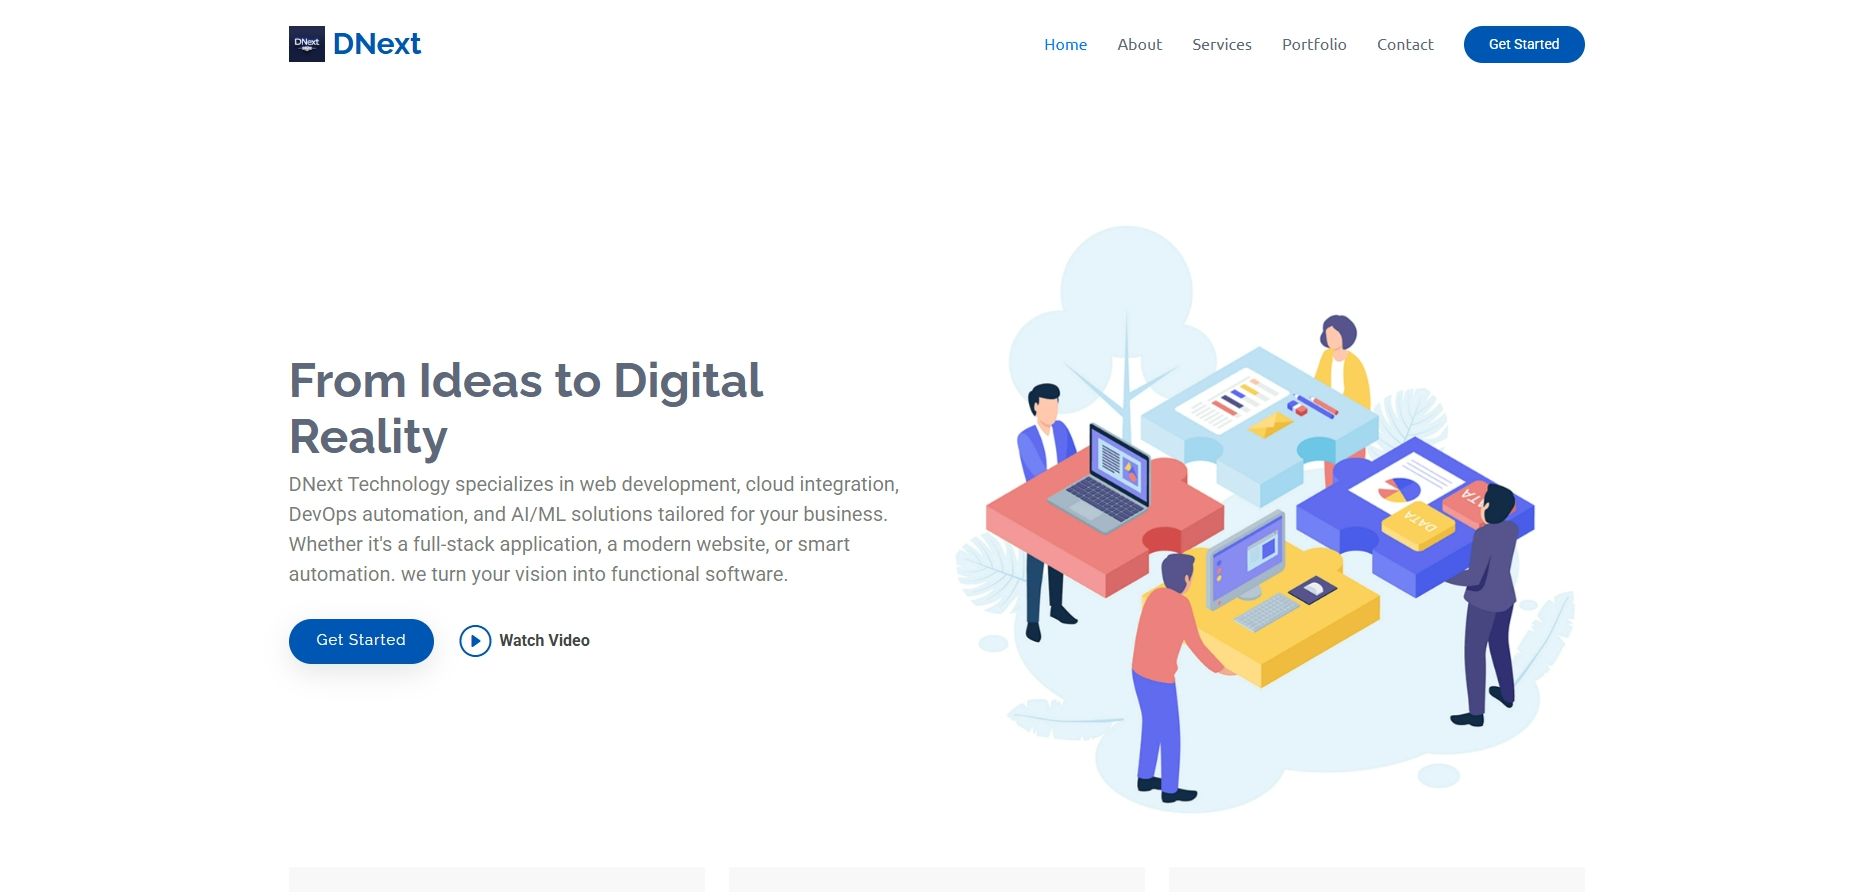 DNext
DNext
Home
About
Services
Portfolio
Contact
Get Started
From Ideas to Digital
Reality
DNext Technology specializes in web development, cloud integration,
DevOps automation, and AI/ML solutions tailored for your business.
Whether it's a full-stack application, a modern website, or smart
automation. we turn your vision into functional software.
Get Started
Watch Video
DATA
DATA